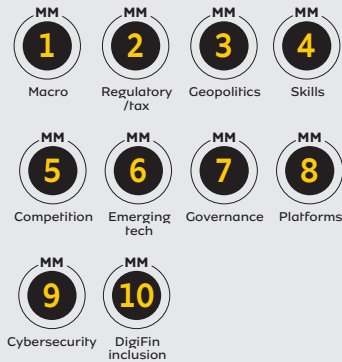 MM MM MM MM
1 2 3 4
Macro Regulatory Geopolitics Skills
/tax
MM MM MM MM
5 6 7 8
Competition Emerging Governance Platforms
tech
MM MM
9 10
Cybersecurity DigiFin
inclusion